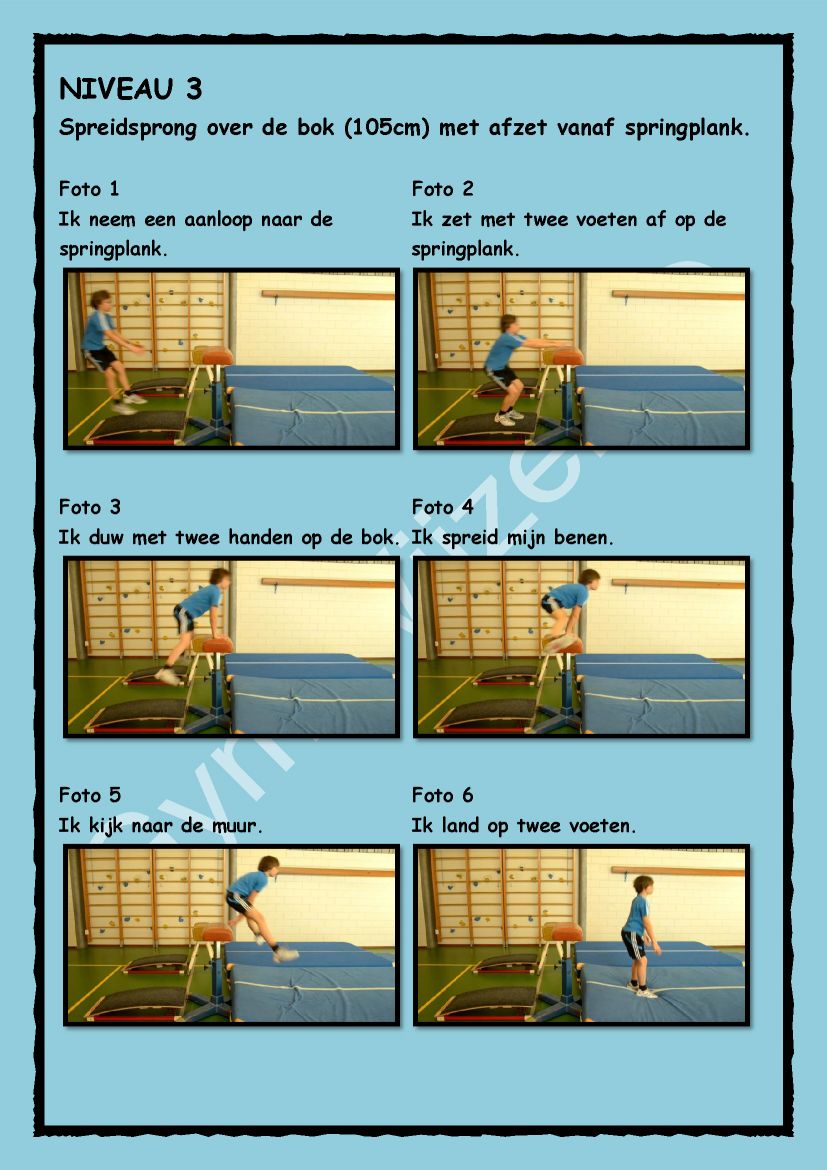 NIVEAU 3
Spreidsprong over de bok (105cm) met afzet vanaf springplank.
Foto 1
Ik neem een aanloop naar de
springplank.
Foto 2
Ik zet met twee voeten af op de
springplank.
Foto 3
Ik duw met twee handen op de bok.
Foto 4
Ik spreid mijn benen.
Foto 5
Ik kijk naar de muur.
Foto 6
Ik land op twee voeten.